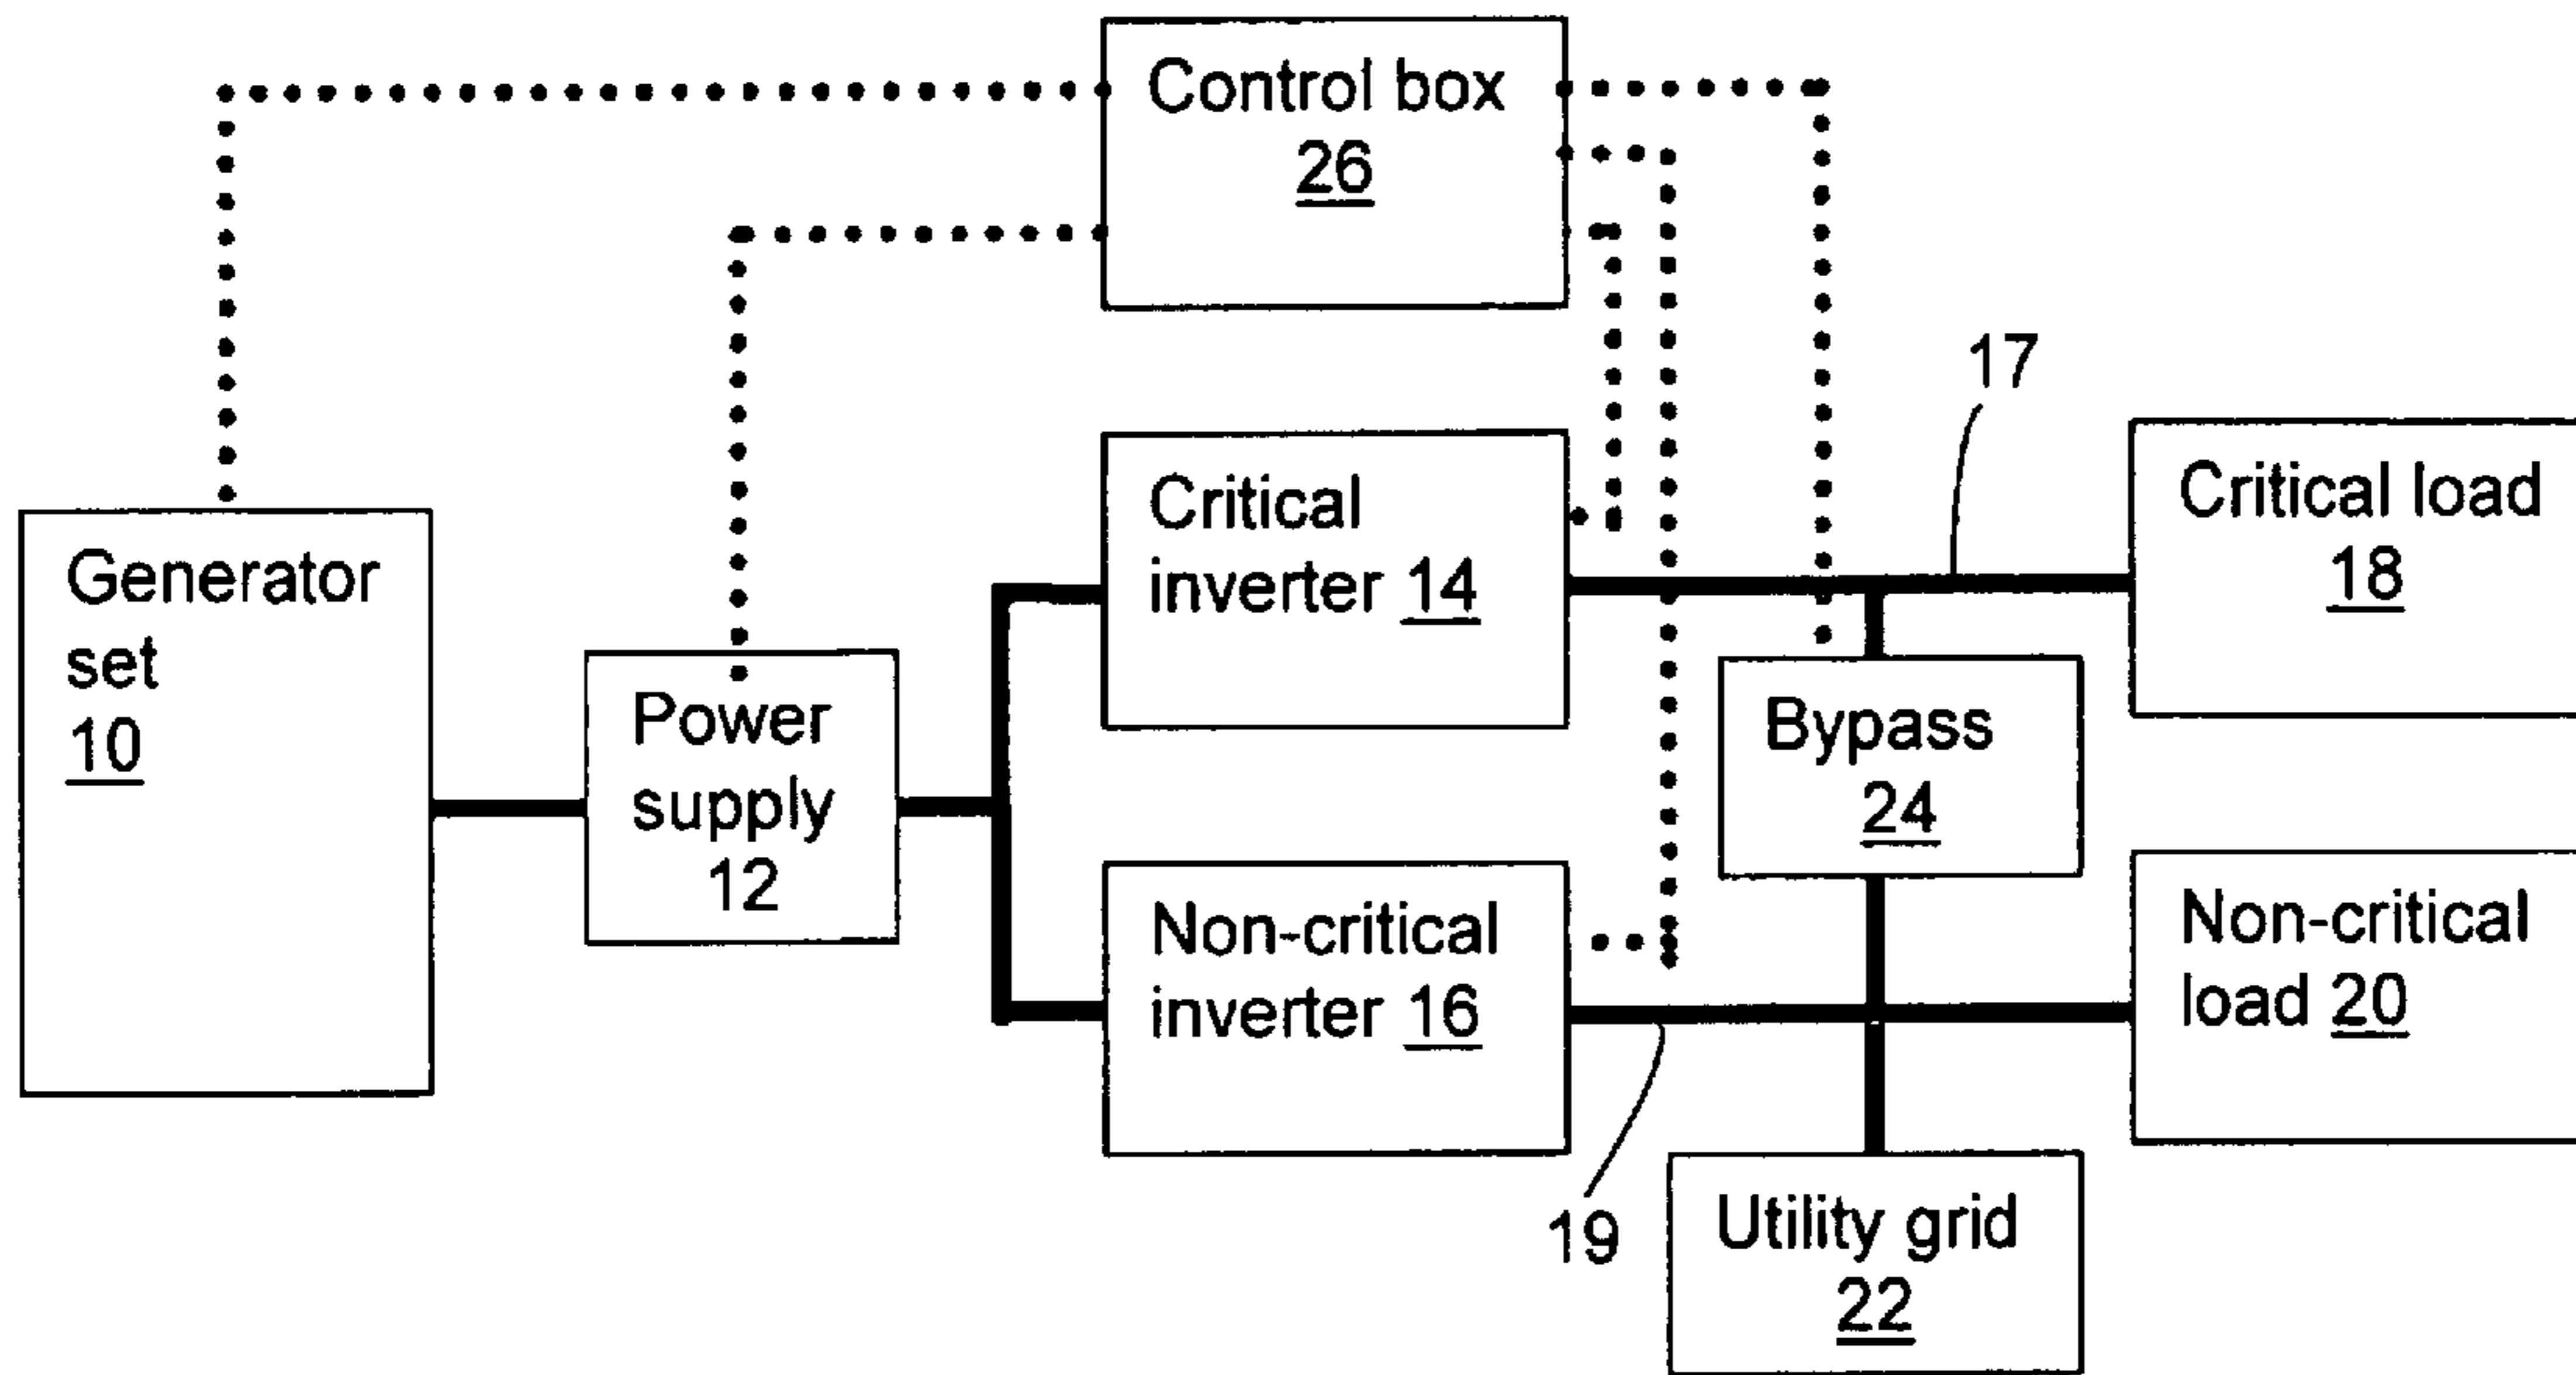 Control box
26
17
Critical
inverter 14
Critical load
18
Generator
set
10
Power
supply
12
Bypass
24
Non-critical
inverter 16
Non-critical
load 20
19
Utility grid
22